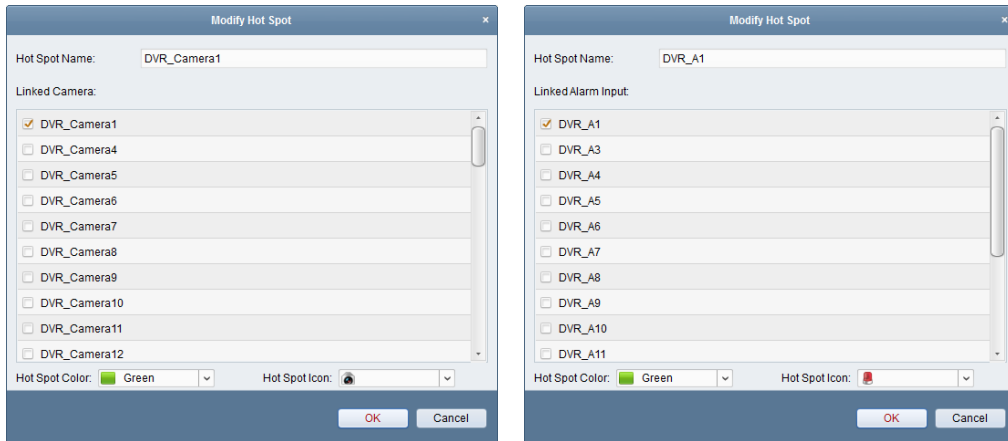 Modify Hot Spot ×
Hot Spot Name: DVR_Camera1
Linked Camera:
DVR_Camera1
DVR_Camera4
DVR_Camera5
DVR_Camera6
DVR_Camera7
DVR_Camera8
DVR_Camera9
DVR_Camera10
DVR_Camera11
DVR_Camera12
Hot Spot Color: Green Hot Spot Icon:
OK Cancel
Modify Hot Spot ×
Hot Spot Name: DVR_A1
Linked Alarm Input:
DVR_A1
DVR_A3
DVR_A4
DVR_A5
DVR_A6
DVR_A7
DVR_A8
DVR_A9
DVR_A10
DVR_A11
Hot Spot Color: Green Hot Spot Icon:
OK Cancel